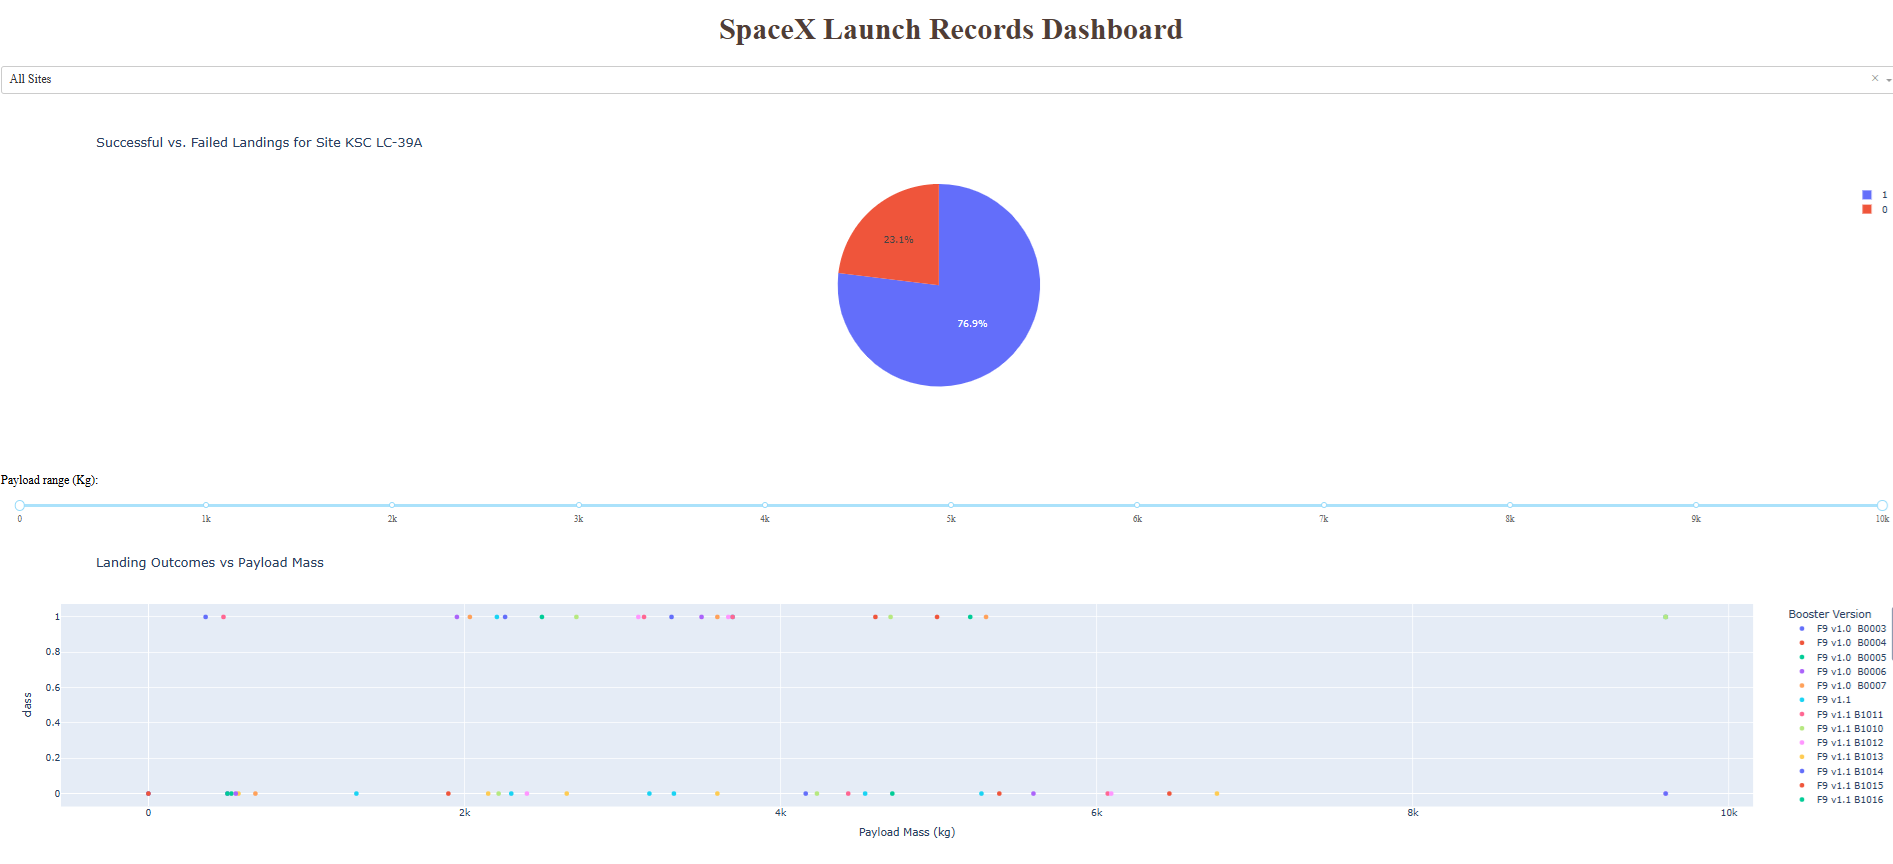 SpaceX Launch Records Dashboard
All Sites
×
Successful vs. Failed Landings for Site KSC LC-39A
1
0
23.1%
76.9%
Payload range (Kg):
0 1k 2k 3k 4k 5k 6k 7k 8k 9k 10k
Landing Outcomes vs Payload Mass
1
0.8
0.6
0.4
0.2
0
class
0 2k 4k 6k 8k 10k
Payload Mass (kg)
Booster Version
F9 v1.0 B0003
F9 v1.0 B0004
F9 v1.0 B0005
F9 v1.0 B0006
F9 v1.0 B0007
F9 v1.1
F9 v1.1 B1011
F9 v1.1 B1010
F9 v1.1 B1012
F9 v1.1 B1013
F9 v1.1 B1014
F9 v1.1 B1015
F9 v1.1 B1016